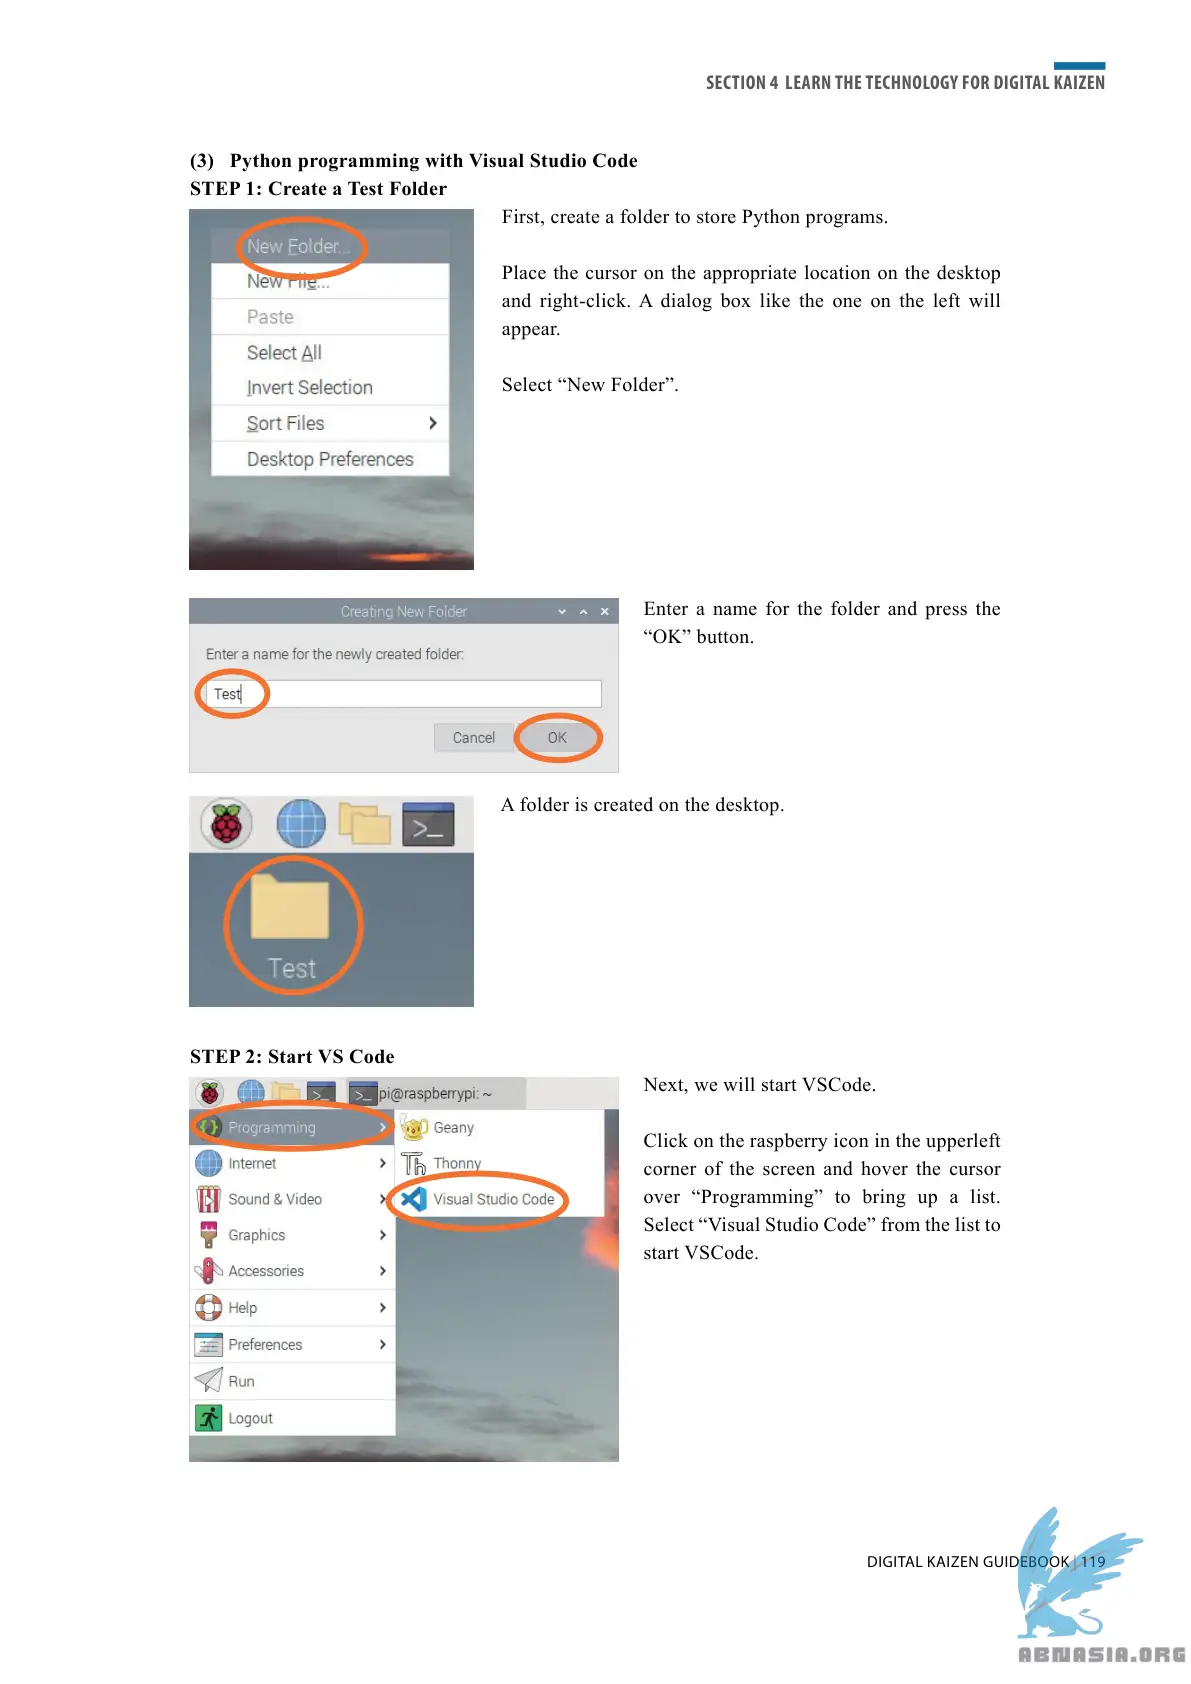 SECTION 4 LEARN THE TECHNOLOGY FOR DIGITAL KAIZEN
(3) Python programming with Visual Studio Code
STEP 1: Create a Test Folder
New Folder...
New File...
Paste
Select All
Invert Selection
Sort Files
Desktop Preferences
First, create a folder to store Python programs.
Place the cursor on the appropriate location on the desktop
and right-click. A dialog box like the one on the left will
appear.
Select “New Folder”.
Creating New Folder
Enter a name for the newly created folder:
Test
Cancel
OK
Enter a name for the folder and press the
“OK” button.
>_
Test
A folder is created on the desktop.
STEP 2: Start VS Code
>_
>_ pi@raspberrypi: ~
Programming
Internet
Sound & Video
Graphics
Accessories
Help
Preferences
Run
Logout
Geany
Th Thonny
Visual Studio Code
Next, we will start VSCode.
Click on the raspberry icon in the upperleft
corner of the screen and hover the cursor
over “Programming” to bring up a list.
Select “Visual Studio Code” from the list to
start VSCode.
DIGITAL KAIZEN GUIDEBOOK | 119
ABNASIA.ORG